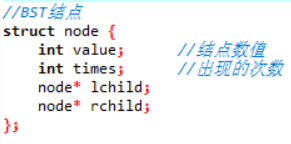 //BST结点
struct node {
int value; //结点数值
int times; //出现的次数
node* lchild;
node* rchild;
};